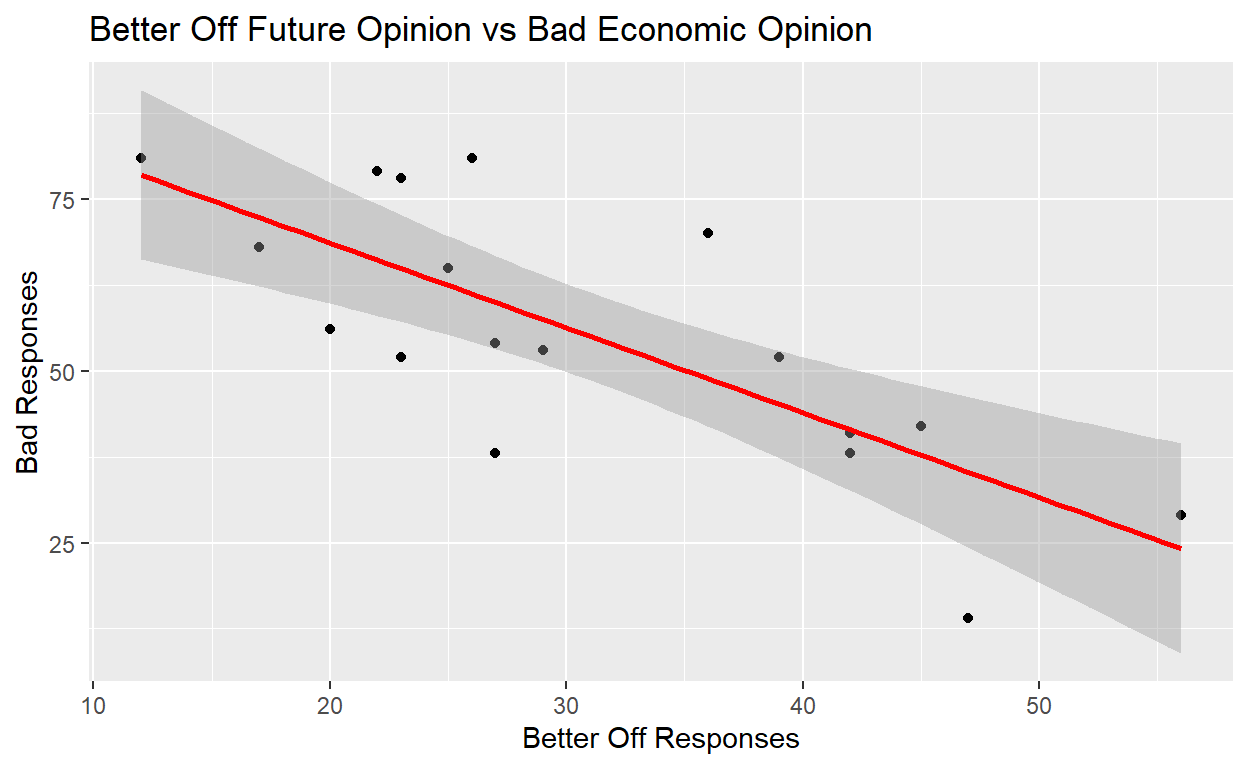 Better Off Future Opinion vs Bad Economic Opinion
75
50
25
Bad Responses
10 20 30 40 50
Better Off Responses